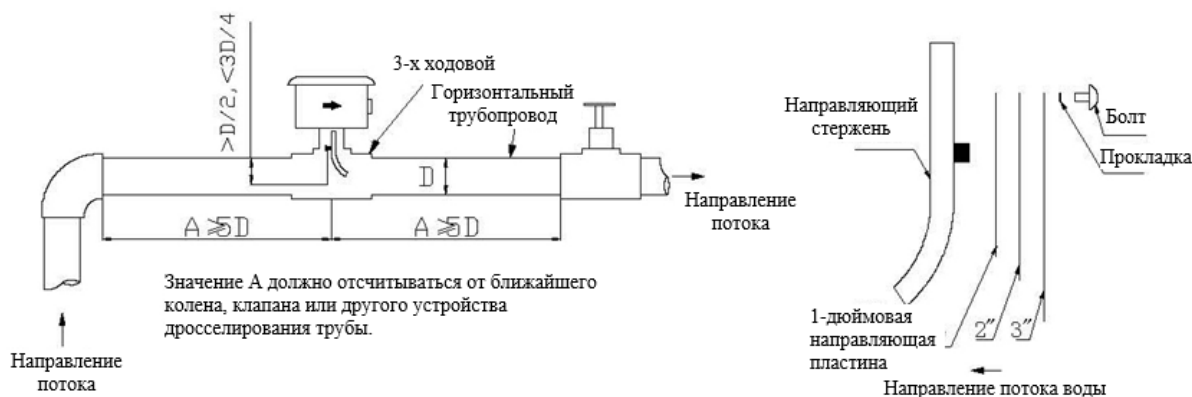 >D/2, <3D/4
3-х ходовой
Горизонтальный
трубопровод
D
A ≥5D
A ≥5D
Направление
потока
Значение А должно отсчитываться от ближайшего
колена, клапана или другого устройства
дросселирования трубы.
Направление
потока
Направляющий
стержень
Болт
Прокладка
1-дюймовая
направляющая
пластина
2″
3″
Направление потока воды